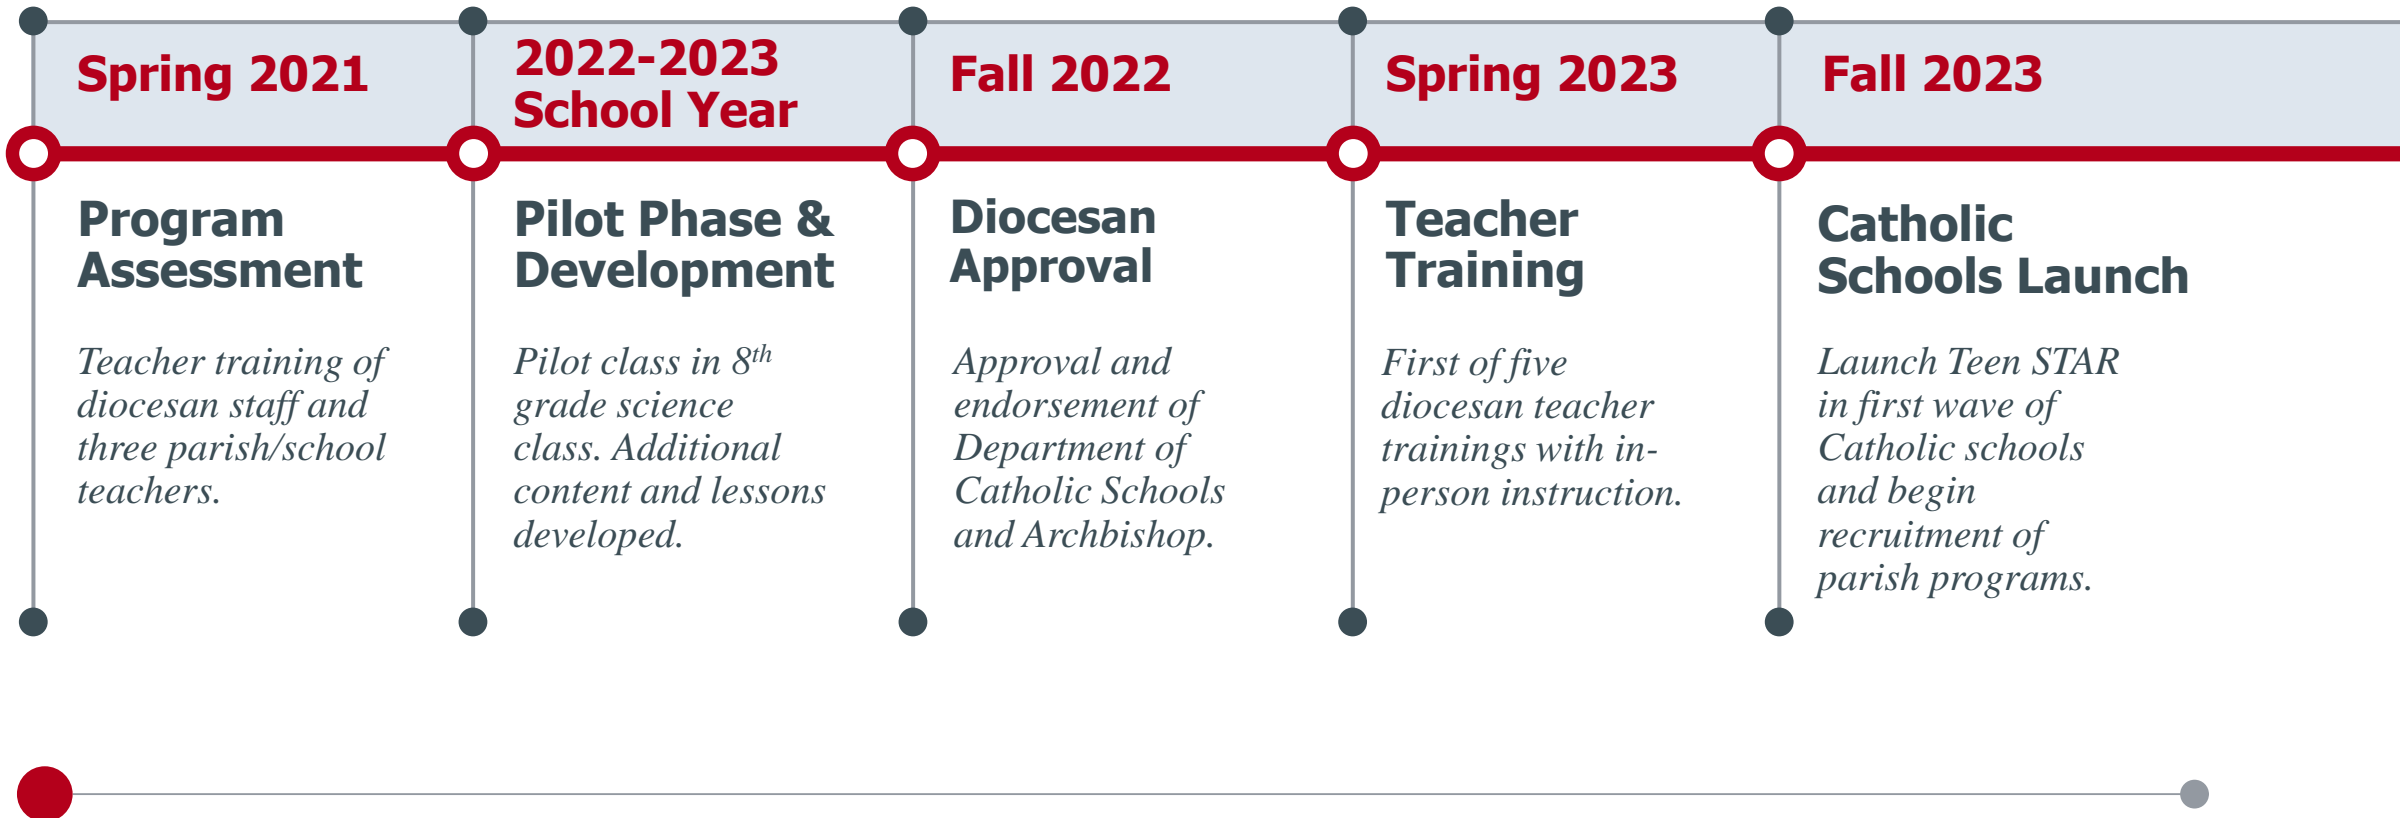 Spring 2021
2022-2023
School Year
Fall 2022
Spring 2023
Fall 2023
Program
Assessment
Teacher training of
diocesan staff and
three parish/school
teachers.
Pilot Phase &
Development
Pilot class in 8th
grade science
class. Additional
content and lessons
developed.
Diocesan
Approval
Approval and
endorsement of
Department of
Catholic Schools
and Archbishop.
Teacher
Training
First of five
diocesan teacher
trainings with in-
person instruction.
Catholic
Schools Launch
Launch Teen STAR
in first wave of
Catholic schools
and begin
recruitment of
parish programs.